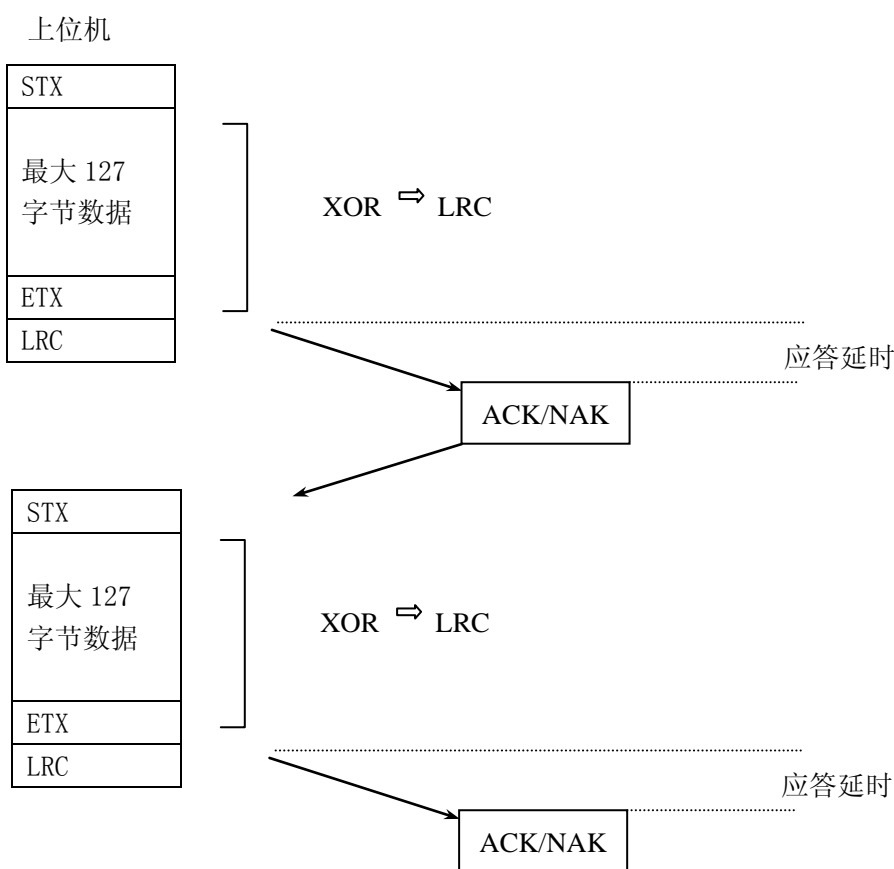 上位机
STX
最大 127
字节数据
XOR ⇨ LRC
ETX
LRC
应答延时
ACK/NAK
STX
最大 127
字节数据
XOR ⇨ LRC
ETX
LRC
应答延时
ACK/NAK